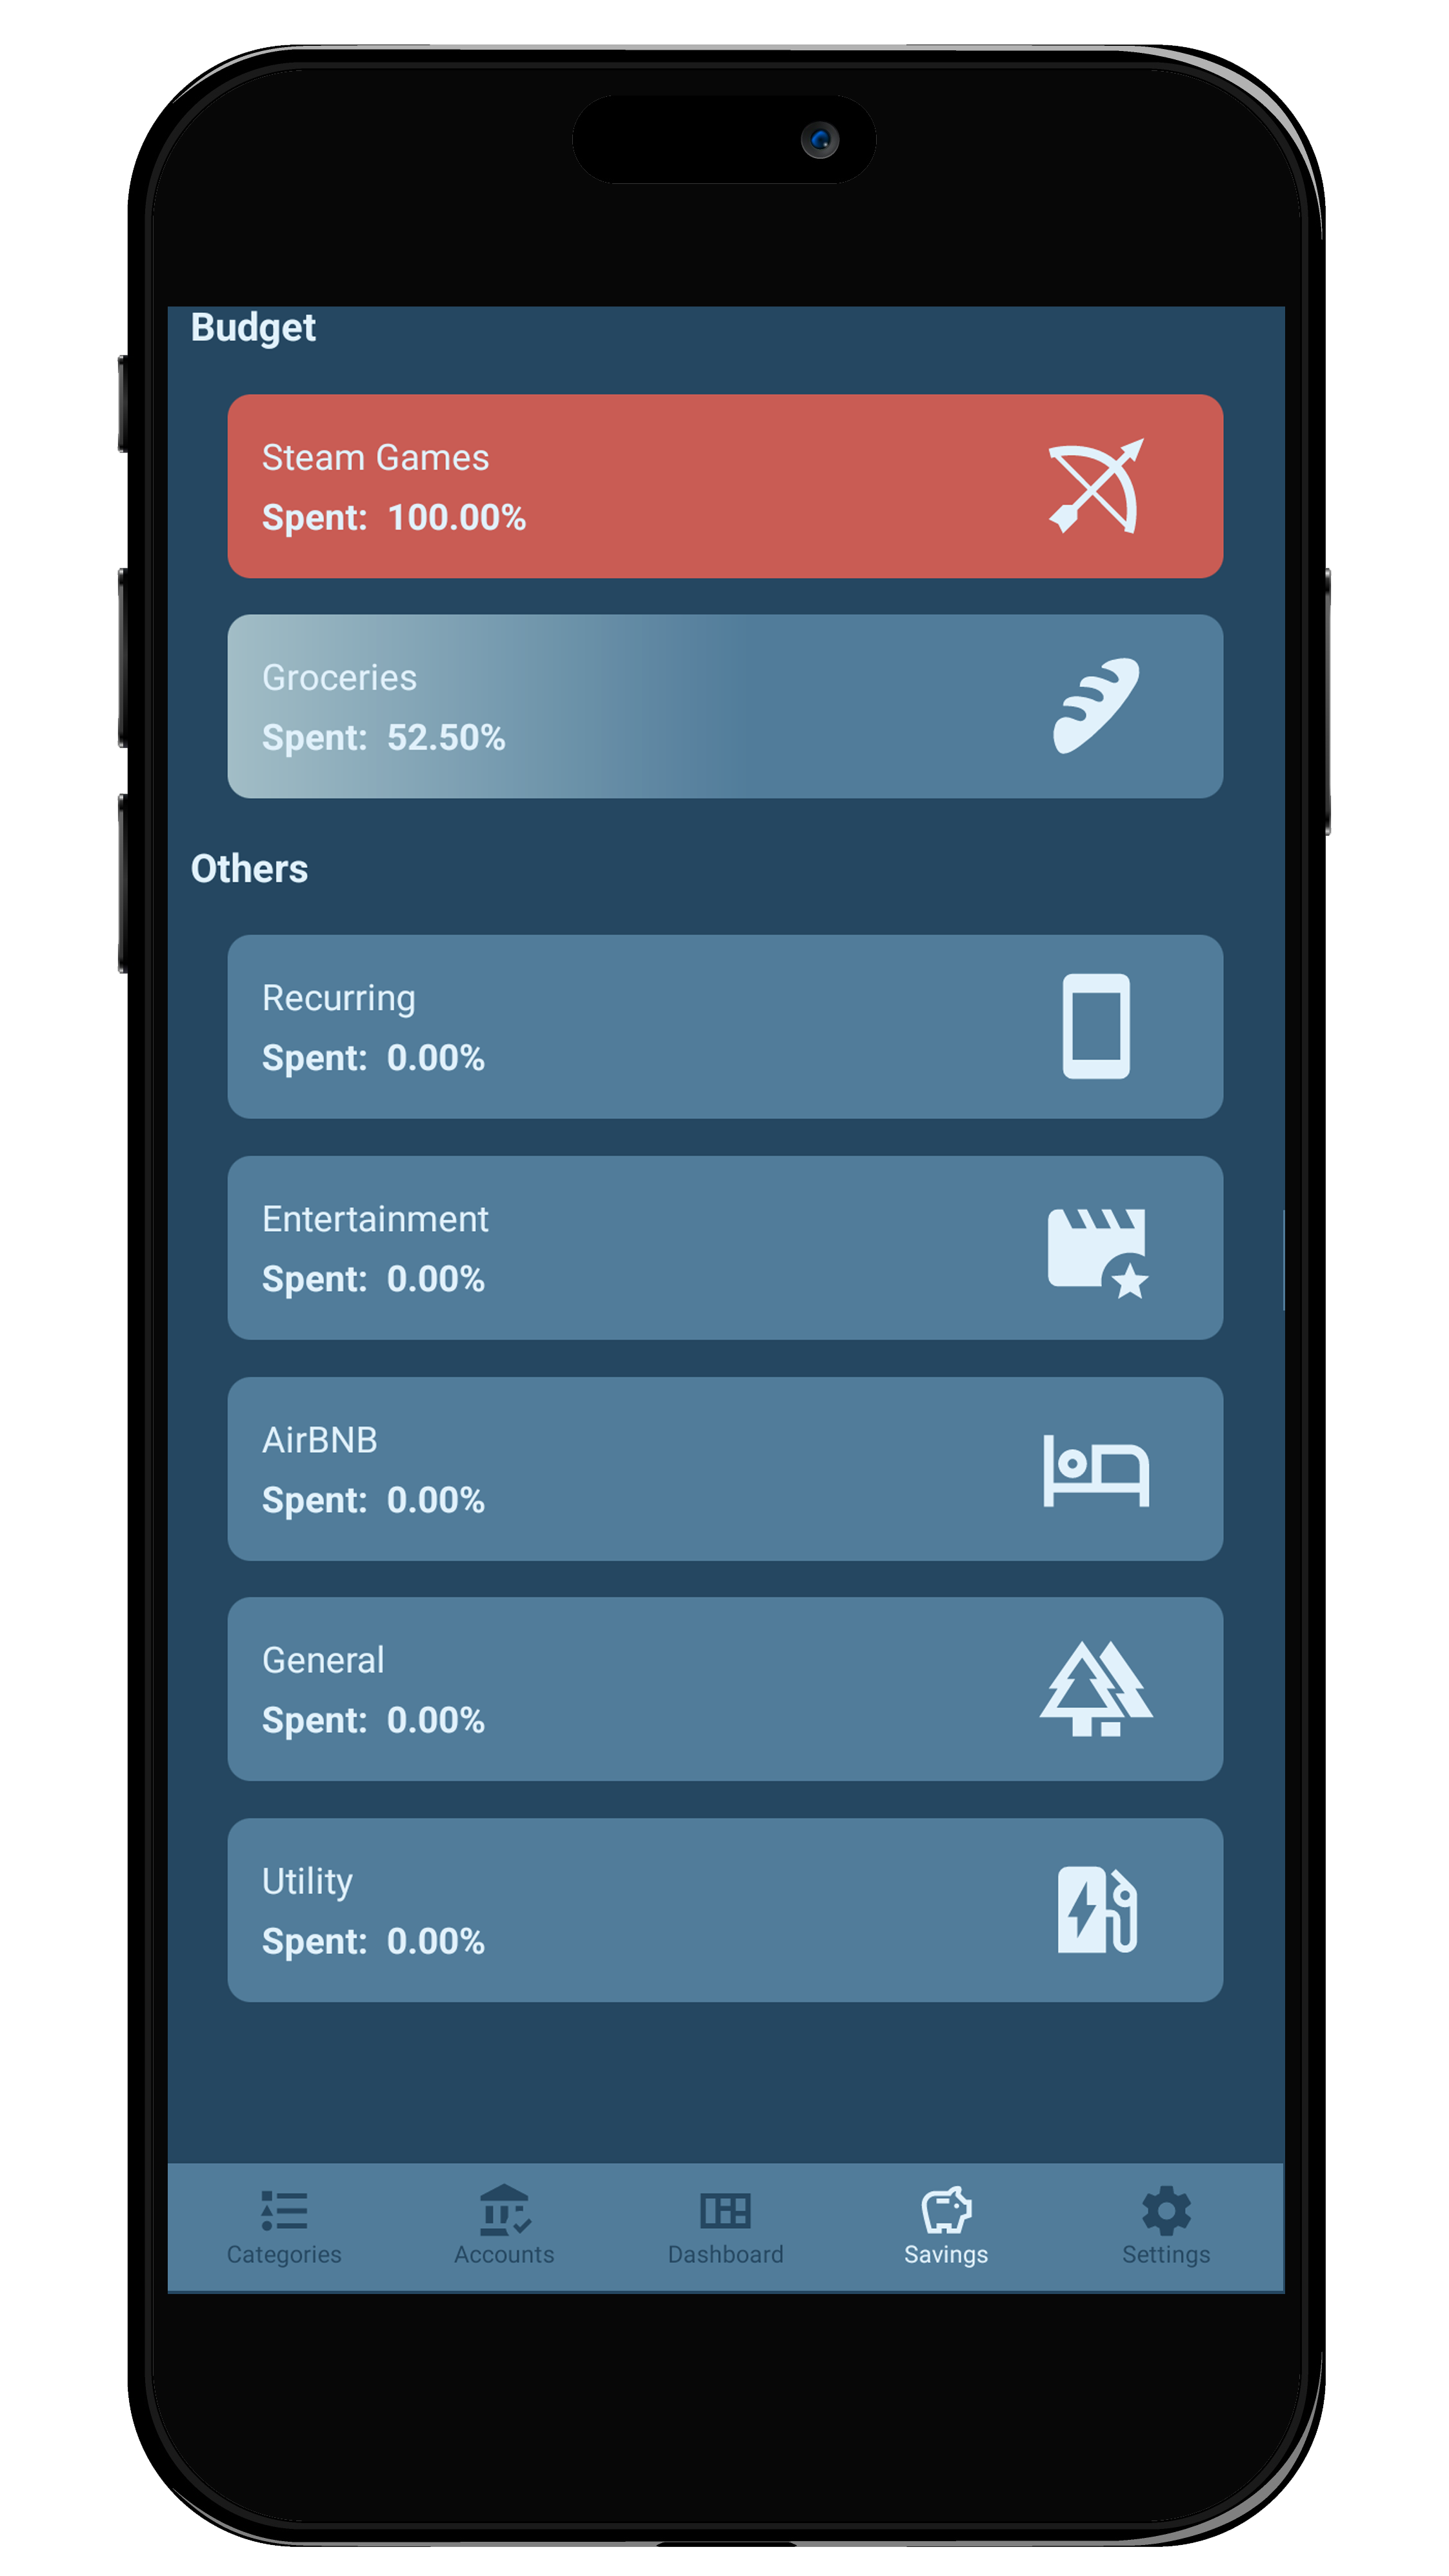 Budget
Steam Games
Spent: 100.00%
Groceries
Spent: 52.50%
Others
Recurring
Spent: 0.00%
Entertainment
Spent: 0.00%
AirBNB
Spent: 0.00%
General
Spent: 0.00%
Utility
Spent: 0.00%
Categories Accounts Dashboard Savings Settings